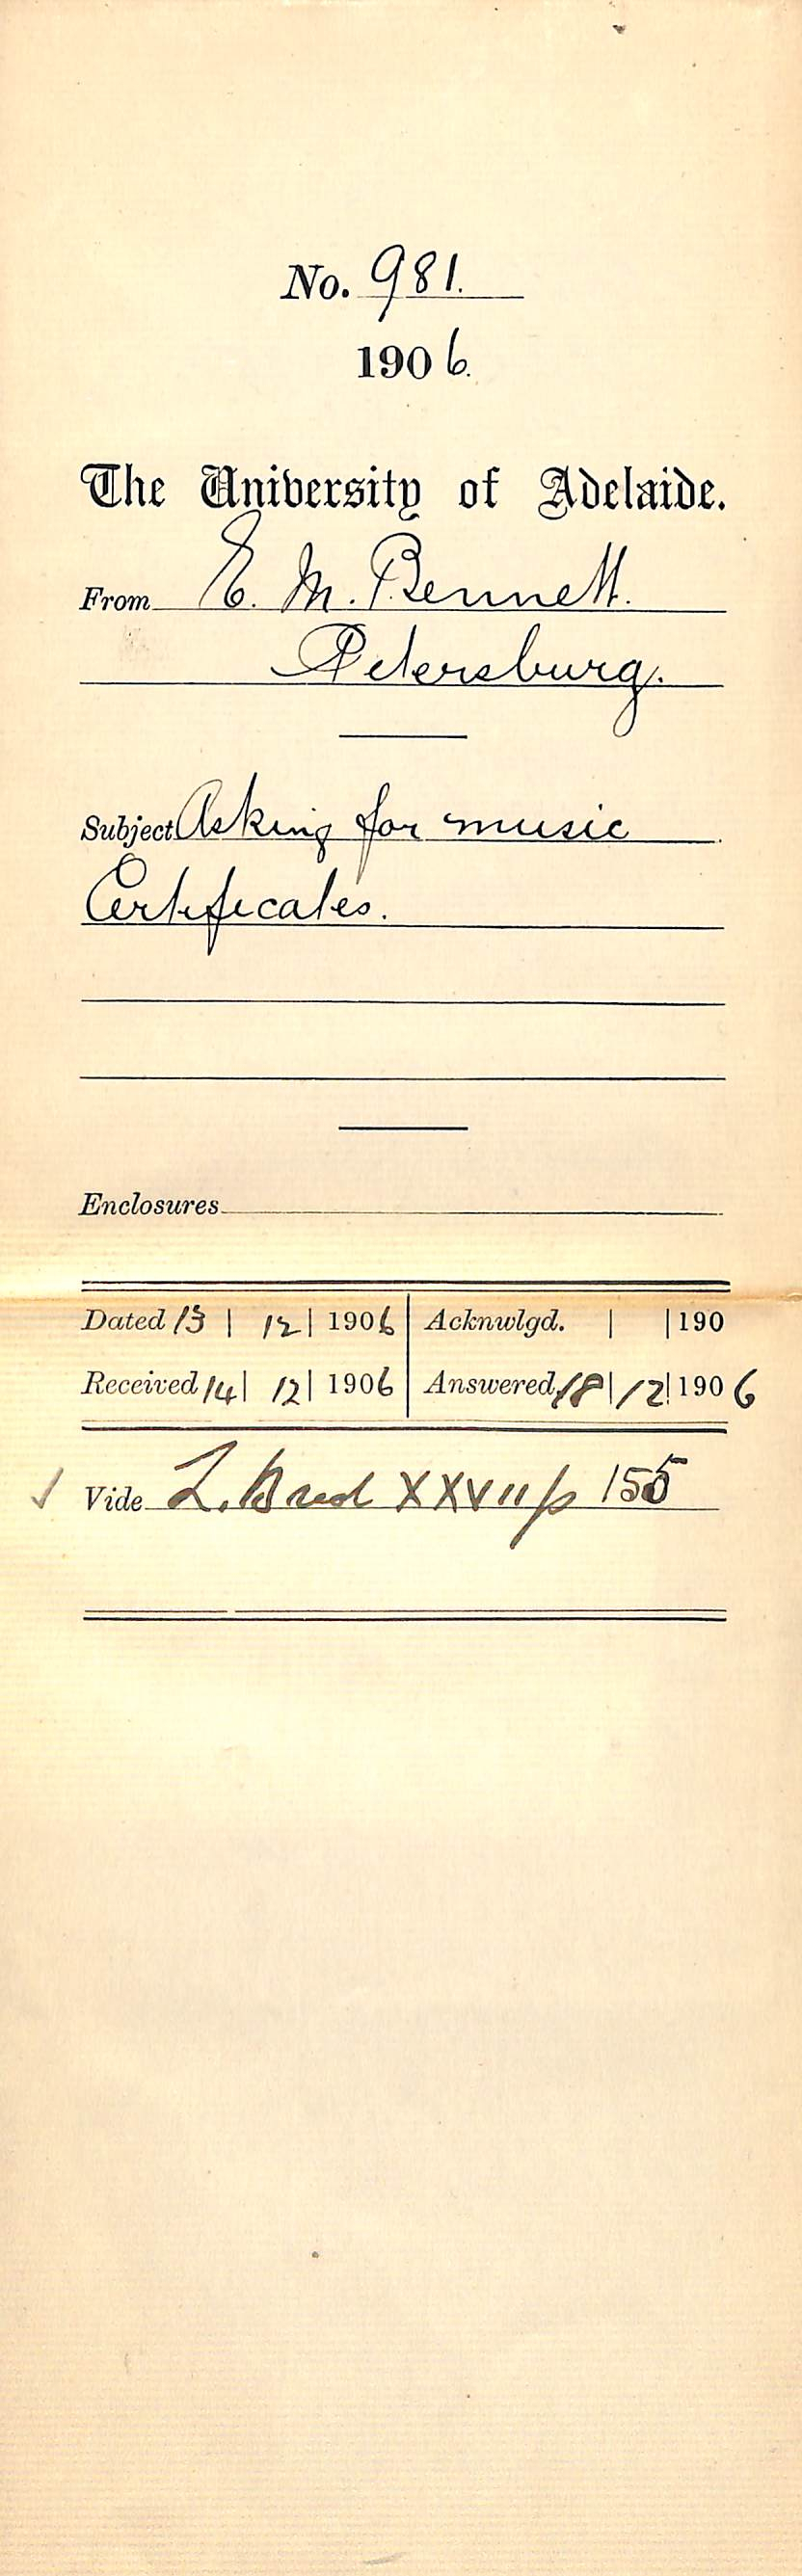 No. 981.
1906.
The University of Adelaide.
From E. M. Bennett.
Petersburg.
Subject Asking for music
Certificates.
Enclosures
Dated 13 | 12 | 1906 Acknwlgd. | | 190
Received 14 | 12 | 1906 Answered 18 | 12 | 1906
✓ Vide L. XXVII p 155